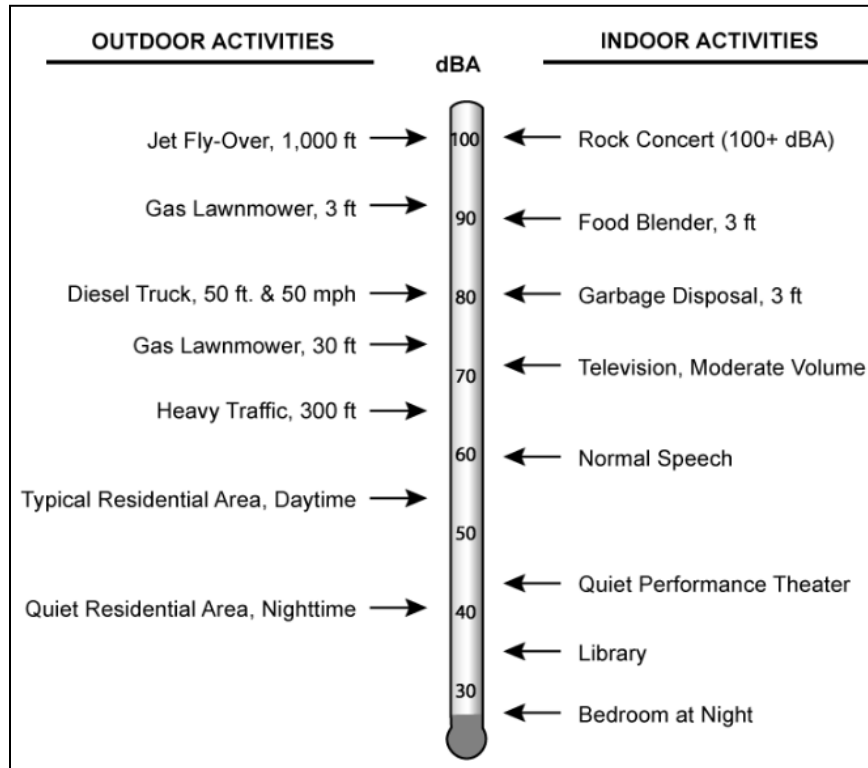 OUTDOOR ACTIVITIES
INDOOR ACTIVITIES
dBA
Jet Fly-Over, 1,000 ft
100
Rock Concert (100+ dBA)
Gas Lawnmower, 3 ft
90
Food Blender, 3 ft
Diesel Truck, 50 ft. & 50 mph
80
Garbage Disposal, 3 ft
Gas Lawnmower, 30 ft
70
Television, Moderate Volume
Heavy Traffic, 300 ft
60
Normal Speech
Typical Residential Area, Daytime
50
Quiet Performance Theater
Quiet Residential Area, Nighttime
40
Library
30
Bedroom at Night